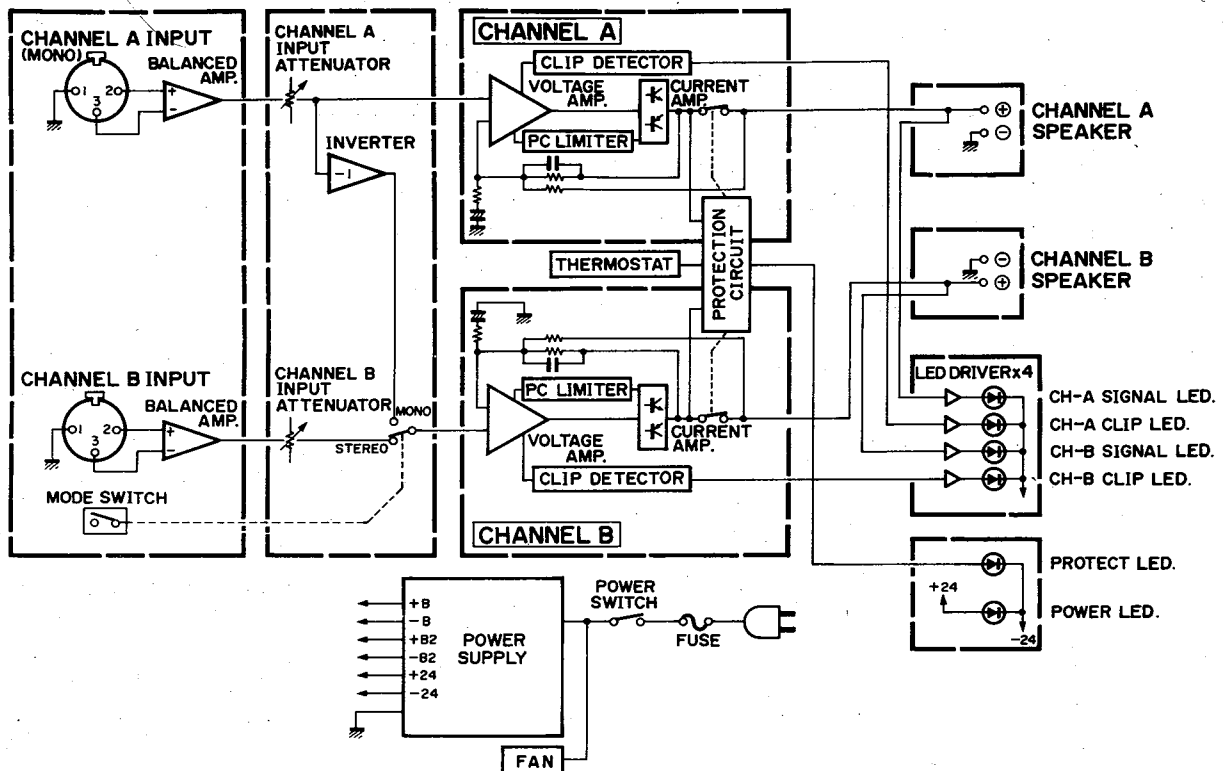 CHANNEL A INPUT
(MONO)
BALANCED
AMP.
1
2
3
+
-
CHANNEL A
INPUT
ATTENUATOR
INVERTER
-1
CHANNEL A
CLIP DETECTOR
VOLTAGE
AMP.
CURRENT
AMP.
PC LIMITER
CHANNEL A
SPEAKER
+
-
THERMOSTAT
PROTECTION
CIRCUIT
CHANNEL B
SPEAKER
-
+
CHANNEL B INPUT
BALANCED
AMP.
1
2
3
+
-
MODE SWITCH
CHANNEL B
INPUT
ATTENUATOR
MONO
STEREO
PC LIMITER
VOLTAGE
AMP.
CURRENT
AMP.
CLIP DETECTOR
CHANNEL B
LED DRIVER x4
CH-A SIGNAL LED.
CH-A CLIP LED.
CH-B SIGNAL LED.
CH-B CLIP LED.
PROTECT LED.
+24
POWER LED.
-24
+B
-B
+B2
-B2
+24
-24
POWER
SUPPLY
POWER
SWITCH
FUSE
FAN